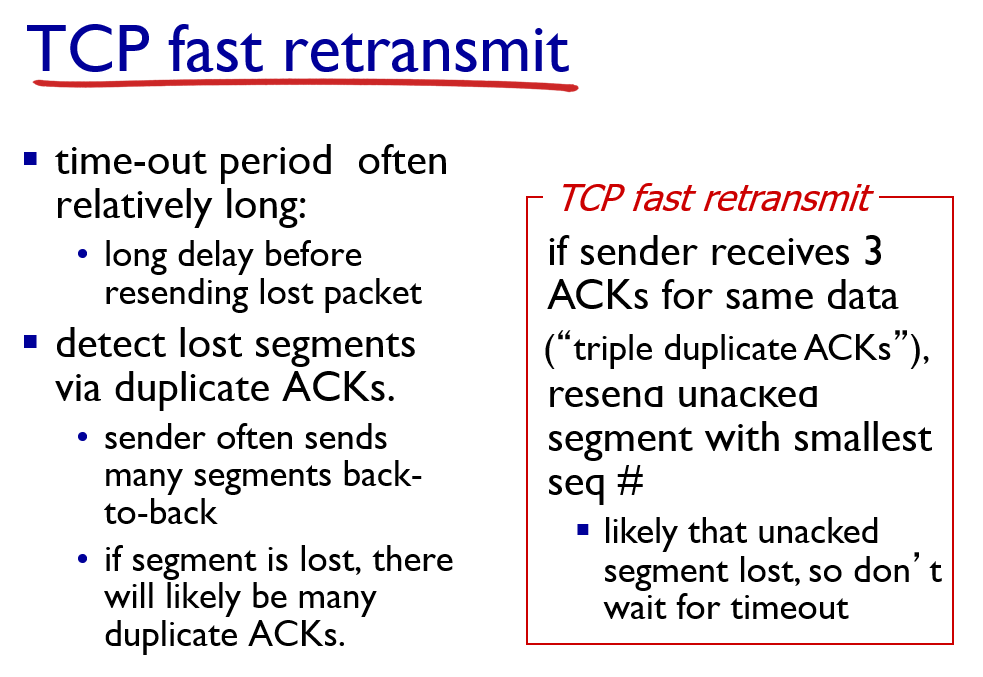 TCP fast retransmit
▪ time-out period often
relatively long:
• long delay before
resending lost packet
▪ detect lost segments
via duplicate ACKs.
• sender often sends
many segments back-
to-back
• if segment is lost, there
will likely be many
duplicate ACKs.
TCP fast retransmit
if sender receives 3
ACKs for same data
(“triple duplicate ACKs”),
resend unacked
segment with smallest
seq #
▪ likely that unacked
segment lost, so don’t
wait for timeout